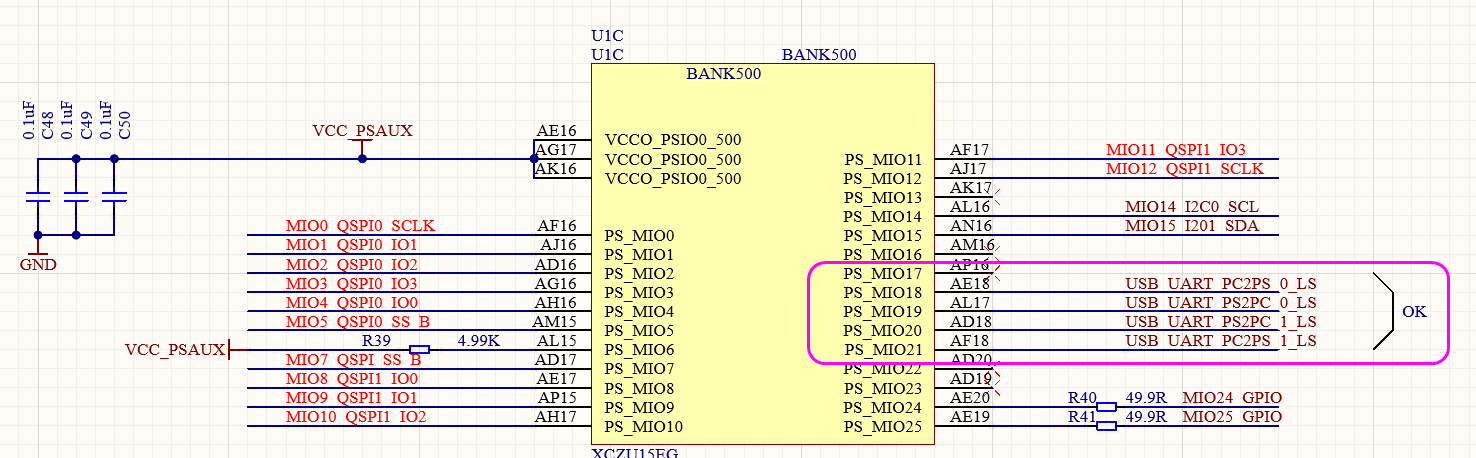 U1C
U1C
BANK500
BANK500
0.1uF
C48
0.1uF
C49
0.1uF
C50
VCC_PSAUX
GND
AE16
AG17
AK16
VCCO_PSIO0_500
VCCO_PSIO0_500
VCCO_PSIO0_500
MIO0_QSPI0_SCLK AF16 PS_MIO0
MIO1_QSPI0_IO1 AJ16 PS_MIO1
MIO2_QSPI0_IO2 AD16 PS_MIO2
MIO3_QSPI0_IO3 AG16 PS_MIO3
MIO4_QSPI0_IO0 AH16 PS_MIO4
MIO5_QSPI0_SS_B AM15 PS_MIO5
VCC_PSAUX R39 4.99K AL15 PS_MIO6
MIO7_QSPI_SS_B AD17 PS_MIO7
MIO8_QSPI1_IO0 AE17 PS_MIO8
MIO9_QSPI1_IO1 AP15 PS_MIO9
MIO10_QSPI1_IO2 AH17 PS_MIO10
PS_MIO11 AF17 MIO11_QSPI1_IO3
PS_MIO12 AJ17 MIO12_QSPI1_SCLK
PS_MIO13 AK17
PS_MIO14 AL16 MIO14_I2C0_SCL
PS_MIO15 AN16 MIO15_I201_SDA
PS_MIO16 AM16
PS_MIO17 AP16
PS_MIO18 AE18 USB_UART_PC2PS_0_LS
PS_MIO19 AL17 USB_UART_PS2PC_0_LS
PS_MIO20 AD18 USB_UART_PS2PC_1_LS
PS_MIO21 AF18 USB_UART_PC2PS_1_LS
OK
PS_MIO22 AD20
PS_MIO23 AD19
PS_MIO24 AE20 R40 49.9R MIO24_GPIO
PS_MIO25 AE19 R41 49.9R MIO25_GPIO
XCZU15EG